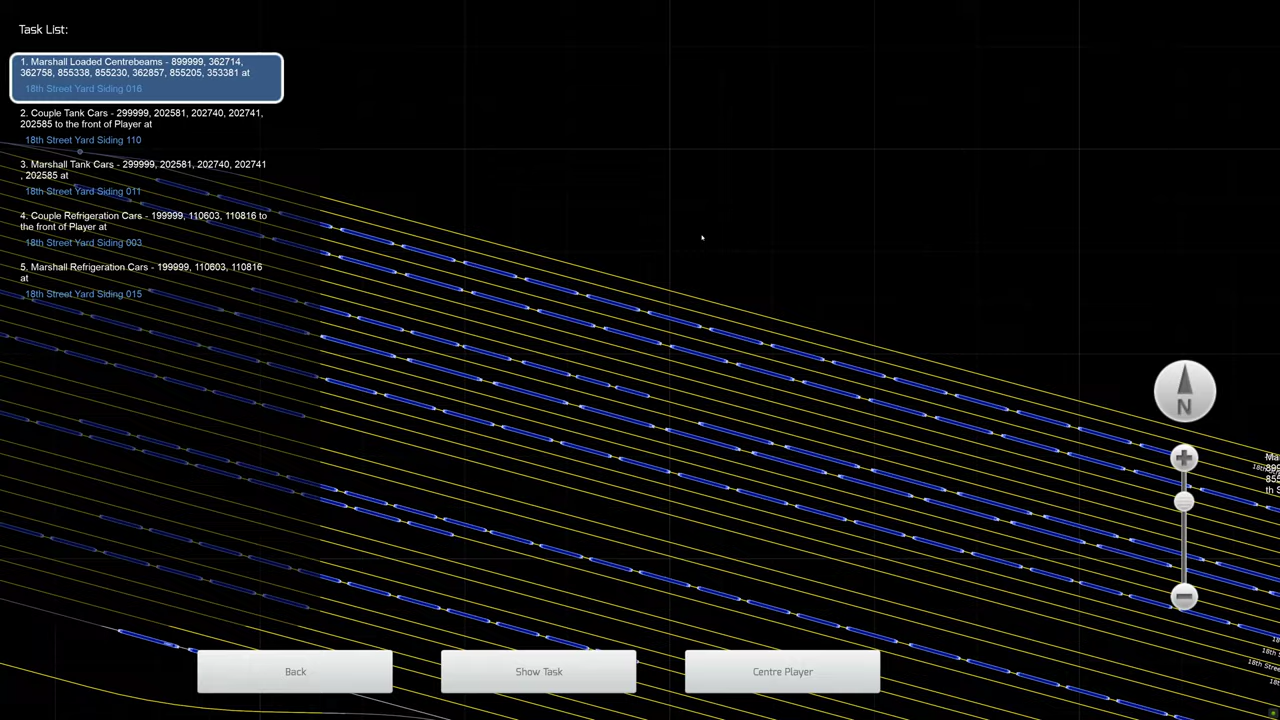 Task List:
1. Marshall Loaded Centrebeams - 899999, 362714,
362758, 855338, 855230, 362857, 855205, 353381 at
18th Street Yard Siding 016
2. Couple Tank Cars - 299999, 202581, 202740, 202741,
202585 to the front of Player at
18th Street Yard Siding 110
3. Marshall Tank Cars - 299999, 202581, 202740, 202741
, 202585 at
18th Street Yard Siding 011
4. Couple Refrigeration Cars - 199999, 110603, 110816 to
the front of Player at
18th Street Yard Siding 003
5. Marshall Refrigeration Cars - 199999, 110603, 110816
at
18th Street Yard Siding 015
N
Back
Show Task
Centre Player